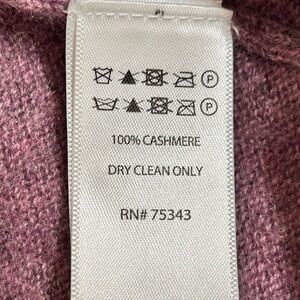 P
P
100% CASHMERE
DRY CLEAN ONLY
RN# 75343